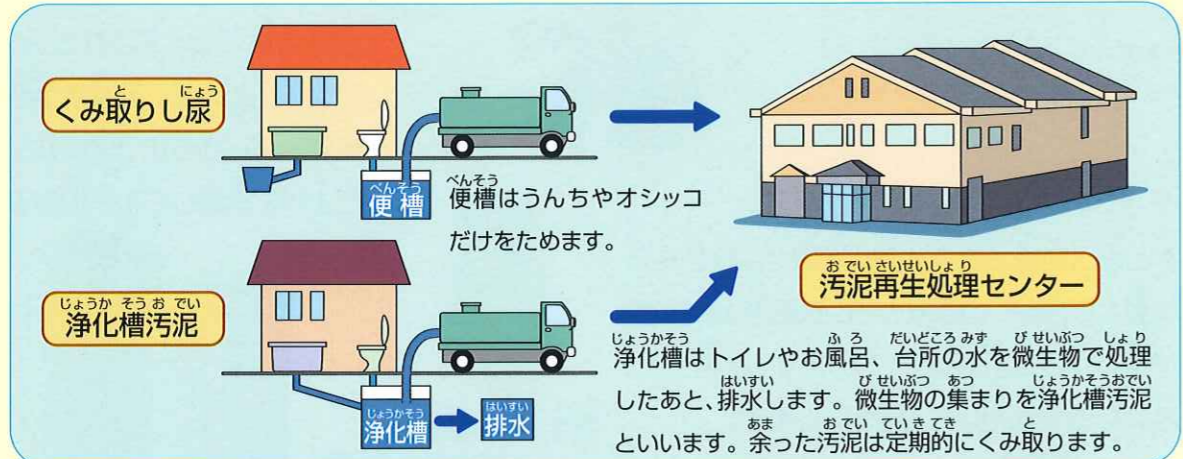 くみ取りし尿
便槽
便槽はうんちやオシッコ
だけをためます。
浄化槽汚泥
浄化槽
排水
汚泥再生処理センター
浄化槽はトイレやお風呂、台所の水を微生物で処理
したあと、排水します。微生物の集まりを浄化槽汚泥
といいます。余った汚泥は定期的にくみ取ります。